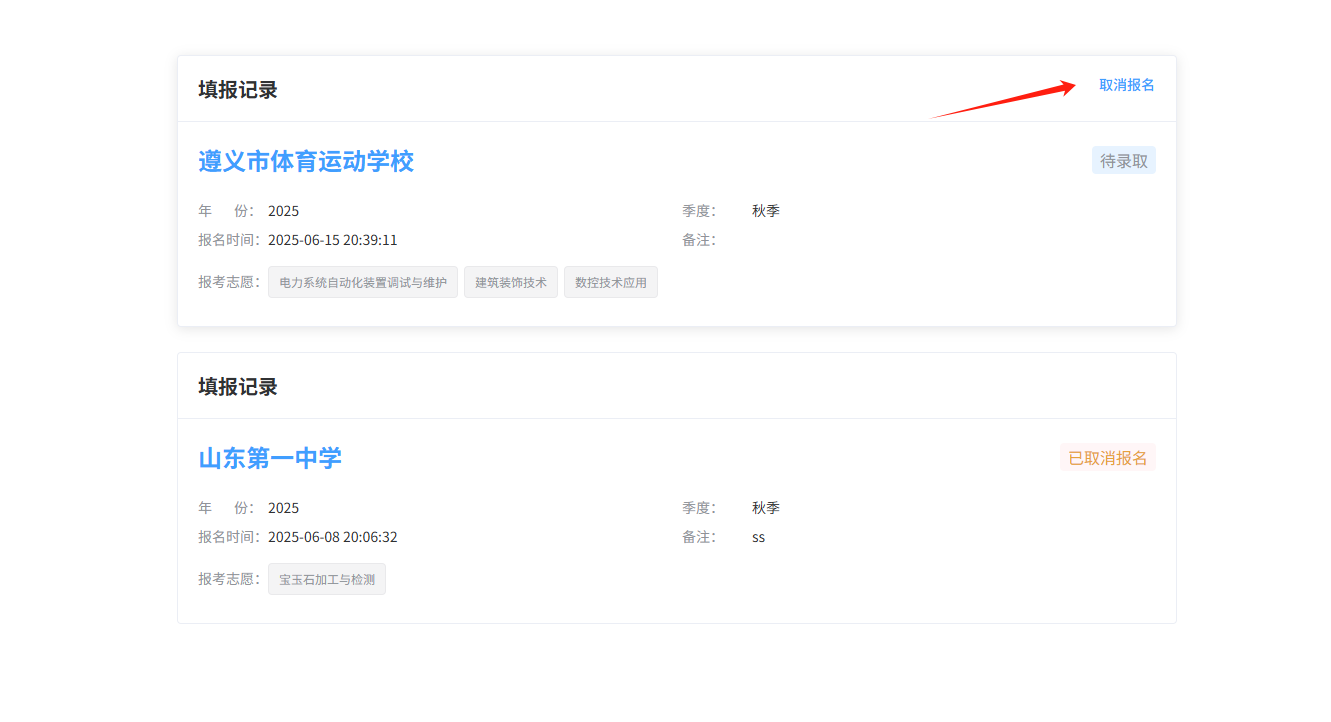 填报记录 取消报名
遵义市体育运动学校 待录取
年 份： 2025 季度： 秋季
报名时间： 2025-06-15 20:39:11 备注：
报考志愿： 电力系统自动化装置调试与维护 建筑装饰技术 数控技术应用
填报记录
山东第一中学 已取消报名
年 份： 2025 季度： 秋季
报名时间： 2025-06-08 20:06:32 备注： ss
报考志愿： 宝玉石加工与检测